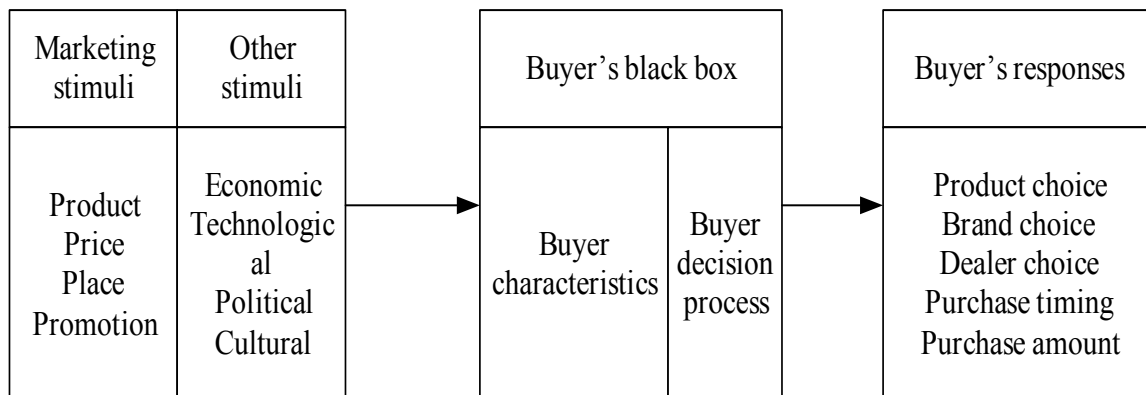 Marketing
stimuli
Other
stimuli
Buyer’s black box
Buyer’s responses
Product
Price
Place
Promotion
Economic
Technologic
al
Political
Cultural
Buyer
characteristics
Buyer
decision
process
Product choice
Brand choice
Dealer choice
Purchase timing
Purchase amount